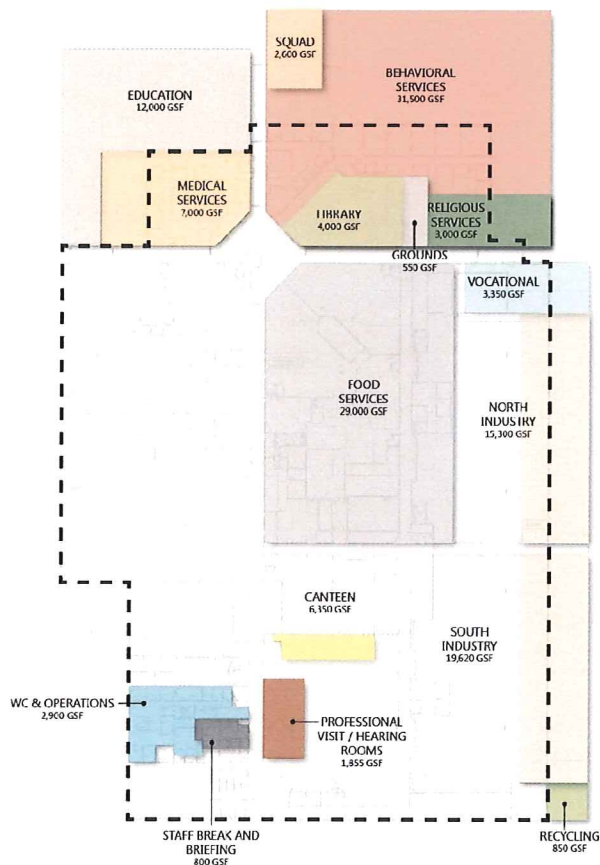 SQUAD
2,600 GSF
BEHAVIORAL
SERVICES
31,500 GSF
EDUCATION
12,000 GSF
MEDICAL
SERVICES
7,000 GSF
LIBRARY
4,000 GSF
RELIGIOUS
SERVICES
3,000 GSF
GROUNDS
550 GSF
VOCATIONAL
3,350 GSF
FOOD
SERVICES
29,000 GSF
NORTH
INDUSTRY
15,300 GSF
CANTEEN
6,350 GSF
SOUTH
INDUSTRY
19,620 GSF
WC & OPERATIONS
2,900 GSF
PROFESSIONAL
VISIT / HEARING
ROOMS
1,855 GSF
STAFF BREAK AND
BRIEFING
800 GSF
RECYCLING
850 GSF